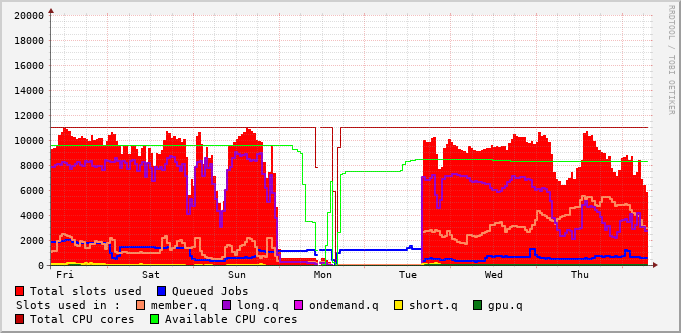 20000
18000
16000
14000
12000
10000
8000
6000
4000
2000
0
Fri Sat Sun Mon Tue Wed Thu
RRDTOOL / TOBI OETIKER
Total slots used Queued Jobs
Slots used in : member.q long.q ondemand.q short.q gpu.q
Total CPU cores Available CPU cores